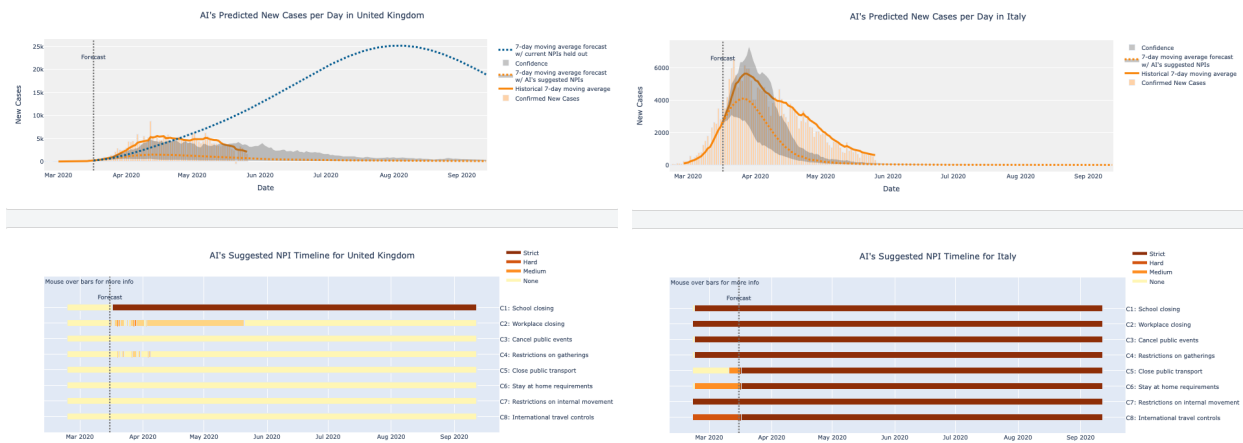 AI's Predicted New Cases per Day in United Kingdom
25k
20k
15k
10k
5k
0
New Cases
Forecast
Mar 2020
Apr 2020
May 2020
Jun 2020
Jul 2020
Aug 2020
Sep 2020
Date
7-day moving average forecast
w/ current NPIs held out
Confidence
7-day moving average forecast
w/ AI's suggested NPIs
Historical 7-day moving average
Confirmed New Cases
AI's Predicted New Cases per Day in Italy
6000
4000
2000
0
New Cases
Forecast
Mar 2020
Apr 2020
May 2020
Jun 2020
Jul 2020
Aug 2020
Sep 2020
Date
Confidence
7-day moving average forecast
w/ AI's suggested NPIs
Historical 7-day moving average
Confirmed New Cases
AI's Suggested NPI Timeline for United Kingdom
Strict
Hard
Medium
None
Mouse over bars for more info
Forecast
C1: School closing
C2: Workplace closing
C3: Cancel public events
C4: Restrictions on gatherings
C5: Close public transport
C6: Stay at home requirements
C7: Restrictions on internal movement
C8: International travel controls
Mar 2020
Apr 2020
May 2020
Jun 2020
Jul 2020
Aug 2020
Sep 2020
AI's Suggested NPI Timeline for Italy
Strict
Hard
Medium
None
Mouse over bars for more info
Forecast
C1: School closing
C2: Workplace closing
C3: Cancel public events
C4: Restrictions on gatherings
C5: Close public transport
C6: Stay at home requirements
C7: Restrictions on internal movement
C8: International travel controls
Mar 2020
Apr 2020
May 2020
Jun 2020
Jul 2020
Aug 2020
Sep 2020